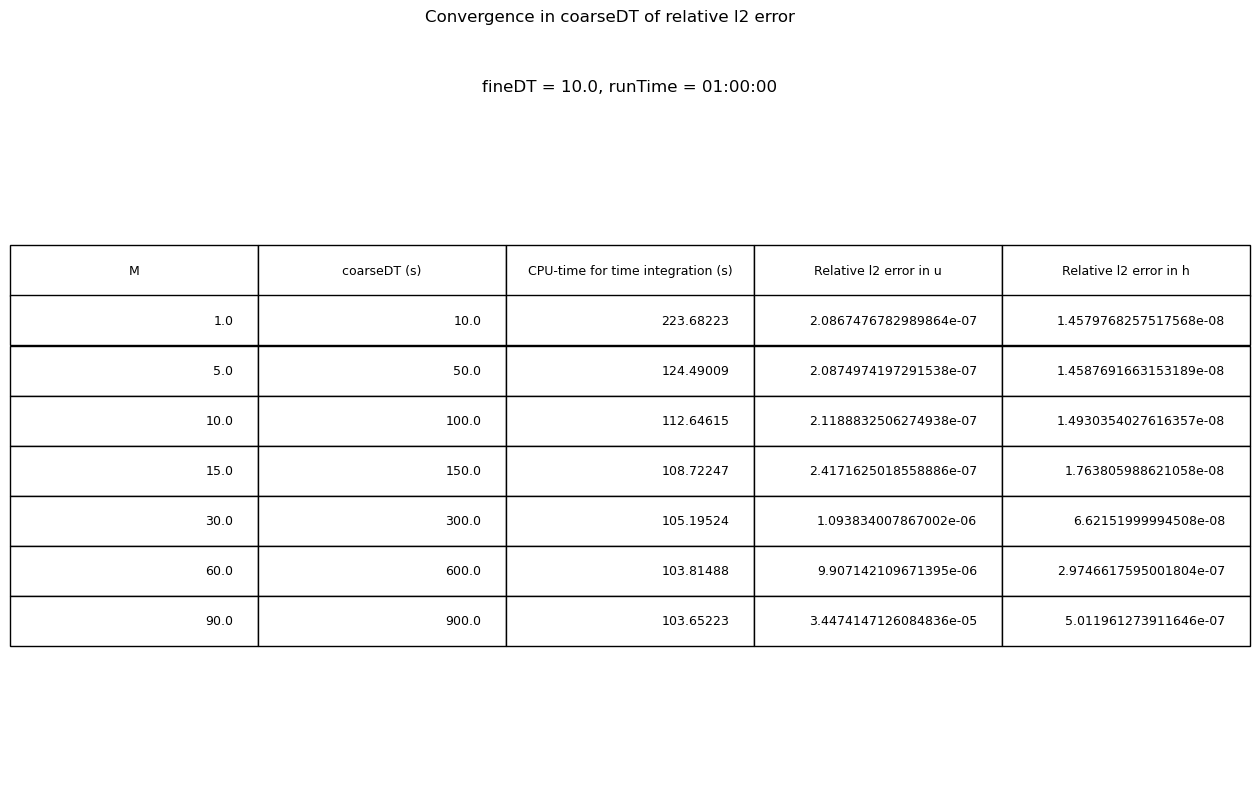 Convergence in coarseDT of relative l2 error
fineDT = 10.0, runTime = 01:00:00
M coarseDT (s) CPU-time for time integration (s) Relative l2 error in u Relative l2 error in h
1.0 10.0 223.68223 2.0867476782989864e-07 1.4579768257517568e-08
5.0 50.0 124.49009 2.0874974197291538e-07 1.4587691663153189e-08
10.0 100.0 112.64615 2.1188832506274938e-07 1.4930354027616357e-08
15.0 150.0 108.72247 2.4171625018558886e-07 1.763805988621058e-08
30.0 300.0 105.19524 1.093834007867002e-06 6.62151999994508e-08
60.0 600.0 103.81488 9.907142109671395e-06 2.9746617595001804e-07
90.0 900.0 103.65223 3.4474147126084836e-05 5.011961273911646e-07